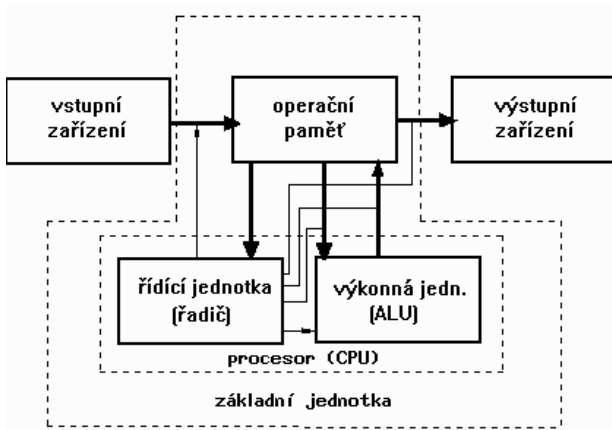 vstupní
zařízení
operační
paměť
výstupní
zařízení
řídící jednotka
(řadič)
výkonná jedn.
(ALU)
procesor (CPU)
základní jednotka